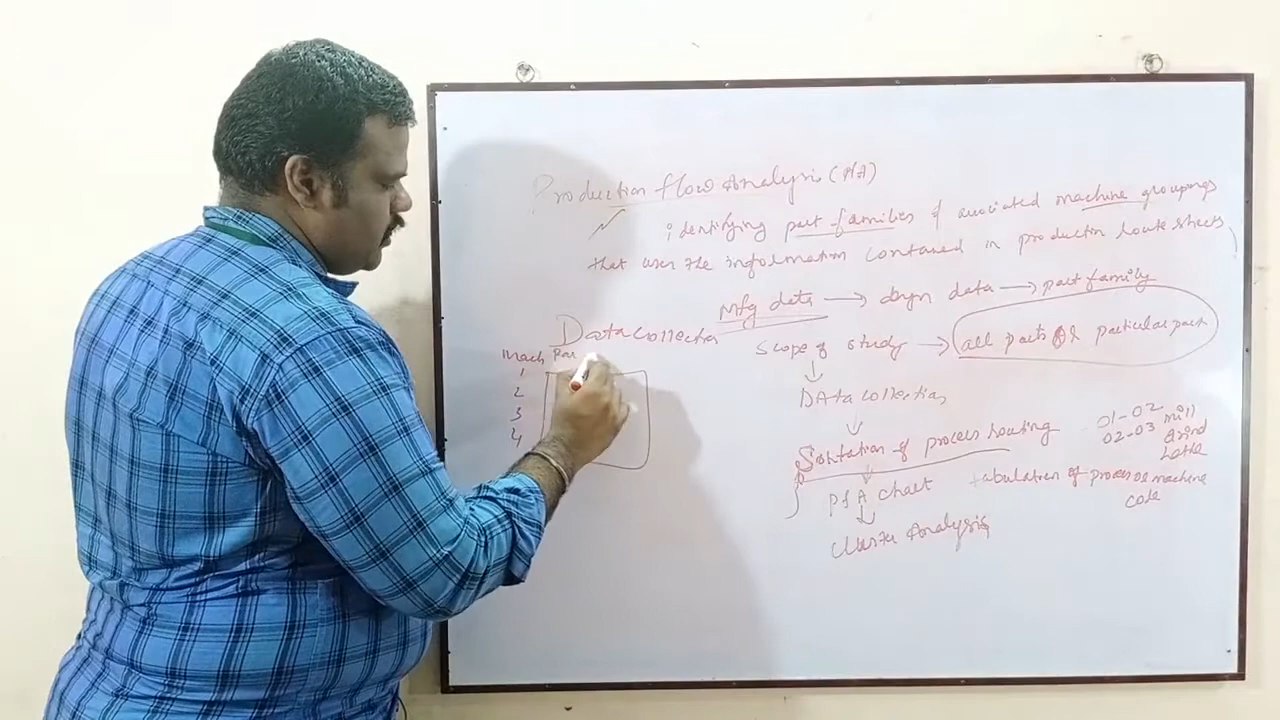 Production flow Analysis (PFA)
identifying part families & associated machine groupings
that uses the information contained in production route sheets
Mfg data → dsgn data → part family
Data collection
Scope of study → all parts & particular part
Mach Par
1
2
3
4
DAta collection
01-02 mill
02-03 Grind
Lathe
of process routing
PfA chart
tabulation of process or machine
code
cluster Analysis